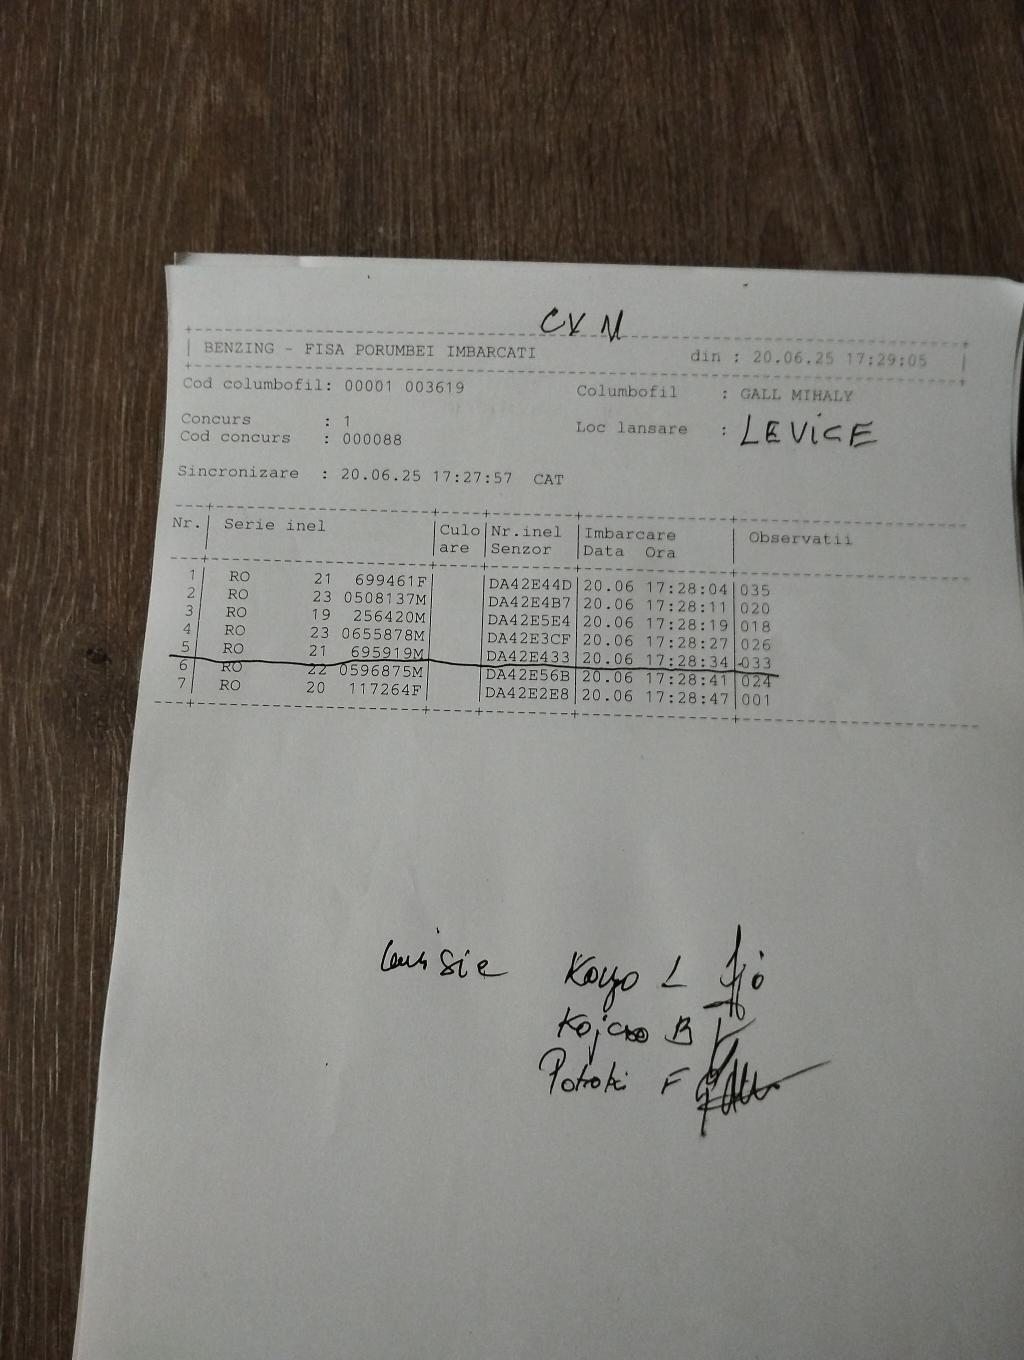 CXM
BENZING - FISA PORUMBEI IMBARCATI din : 20.06.25 17:29:05
Cod columbofil: 00001 003619 Columbofil : GALL MIHALY
Concurs : 1 Loc lansare : LEVICE
Cod concurs : 000088
Sincronizare : 20.06.25 17:27:57 CAT
Nr. Serie inel Culo Nr.inel Imbarcare Observatii
are Senzor Data Ora
1 RO 21 699461F DA42E44D 20.06 17:28:04 035
2 RO 23 0508137M DA42E4B7 20.06 17:28:11 020
3 RO 19 256420M DA42E5E4 20.06 17:28:19 018
4 RO 23 0655878M DA42E3CF 20.06 17:28:27 026
5 RO 21 695919M DA42E433 20.06 17:28:34 033
6 RO 22 0596875M DA42E56B 20.06 17:28:41 024
7 RO 20 117264F DA42E2E8 20.06 17:28:47 001
L
B
Potoki F